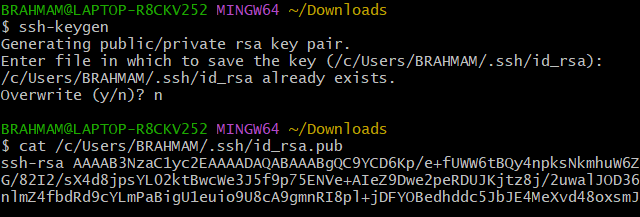 BRAHMAM@LAPTOP-R8CKV252 MINGW64 ~/Downloads
$ ssh-keygen
Generating public/private rsa key pair.
Enter file in which to save the key (/c/Users/BRAHMAM/.ssh/id_rsa):
/c/Users/BRAHMAM/.ssh/id_rsa already exists.
Overwrite (y/n)? n
BRAHMAM@LAPTOP-R8CKV252 MINGW64 ~/Downloads
$ cat /c/Users/BRAHMAM/.ssh/id_rsa.pub
ssh-rsa AAAAB3NzaC1yc2EAAAADAQABAAABgQC9YCD6Kp/e+fUWW6tBQy4npksNkmhuW6Z
G/82I2/sX4d8jpsYLO2ktBwcWe3J5f9p75ENVe+AIeZ9Dwe2peRDUJKjtz8j/2uwalJOD36
nlmZ4fbdRd9cYLmPaBigU1euio9U8cA9gmnRI8pl+jDFYOBedhddc5JbJE4MeXvd48oxsmJ